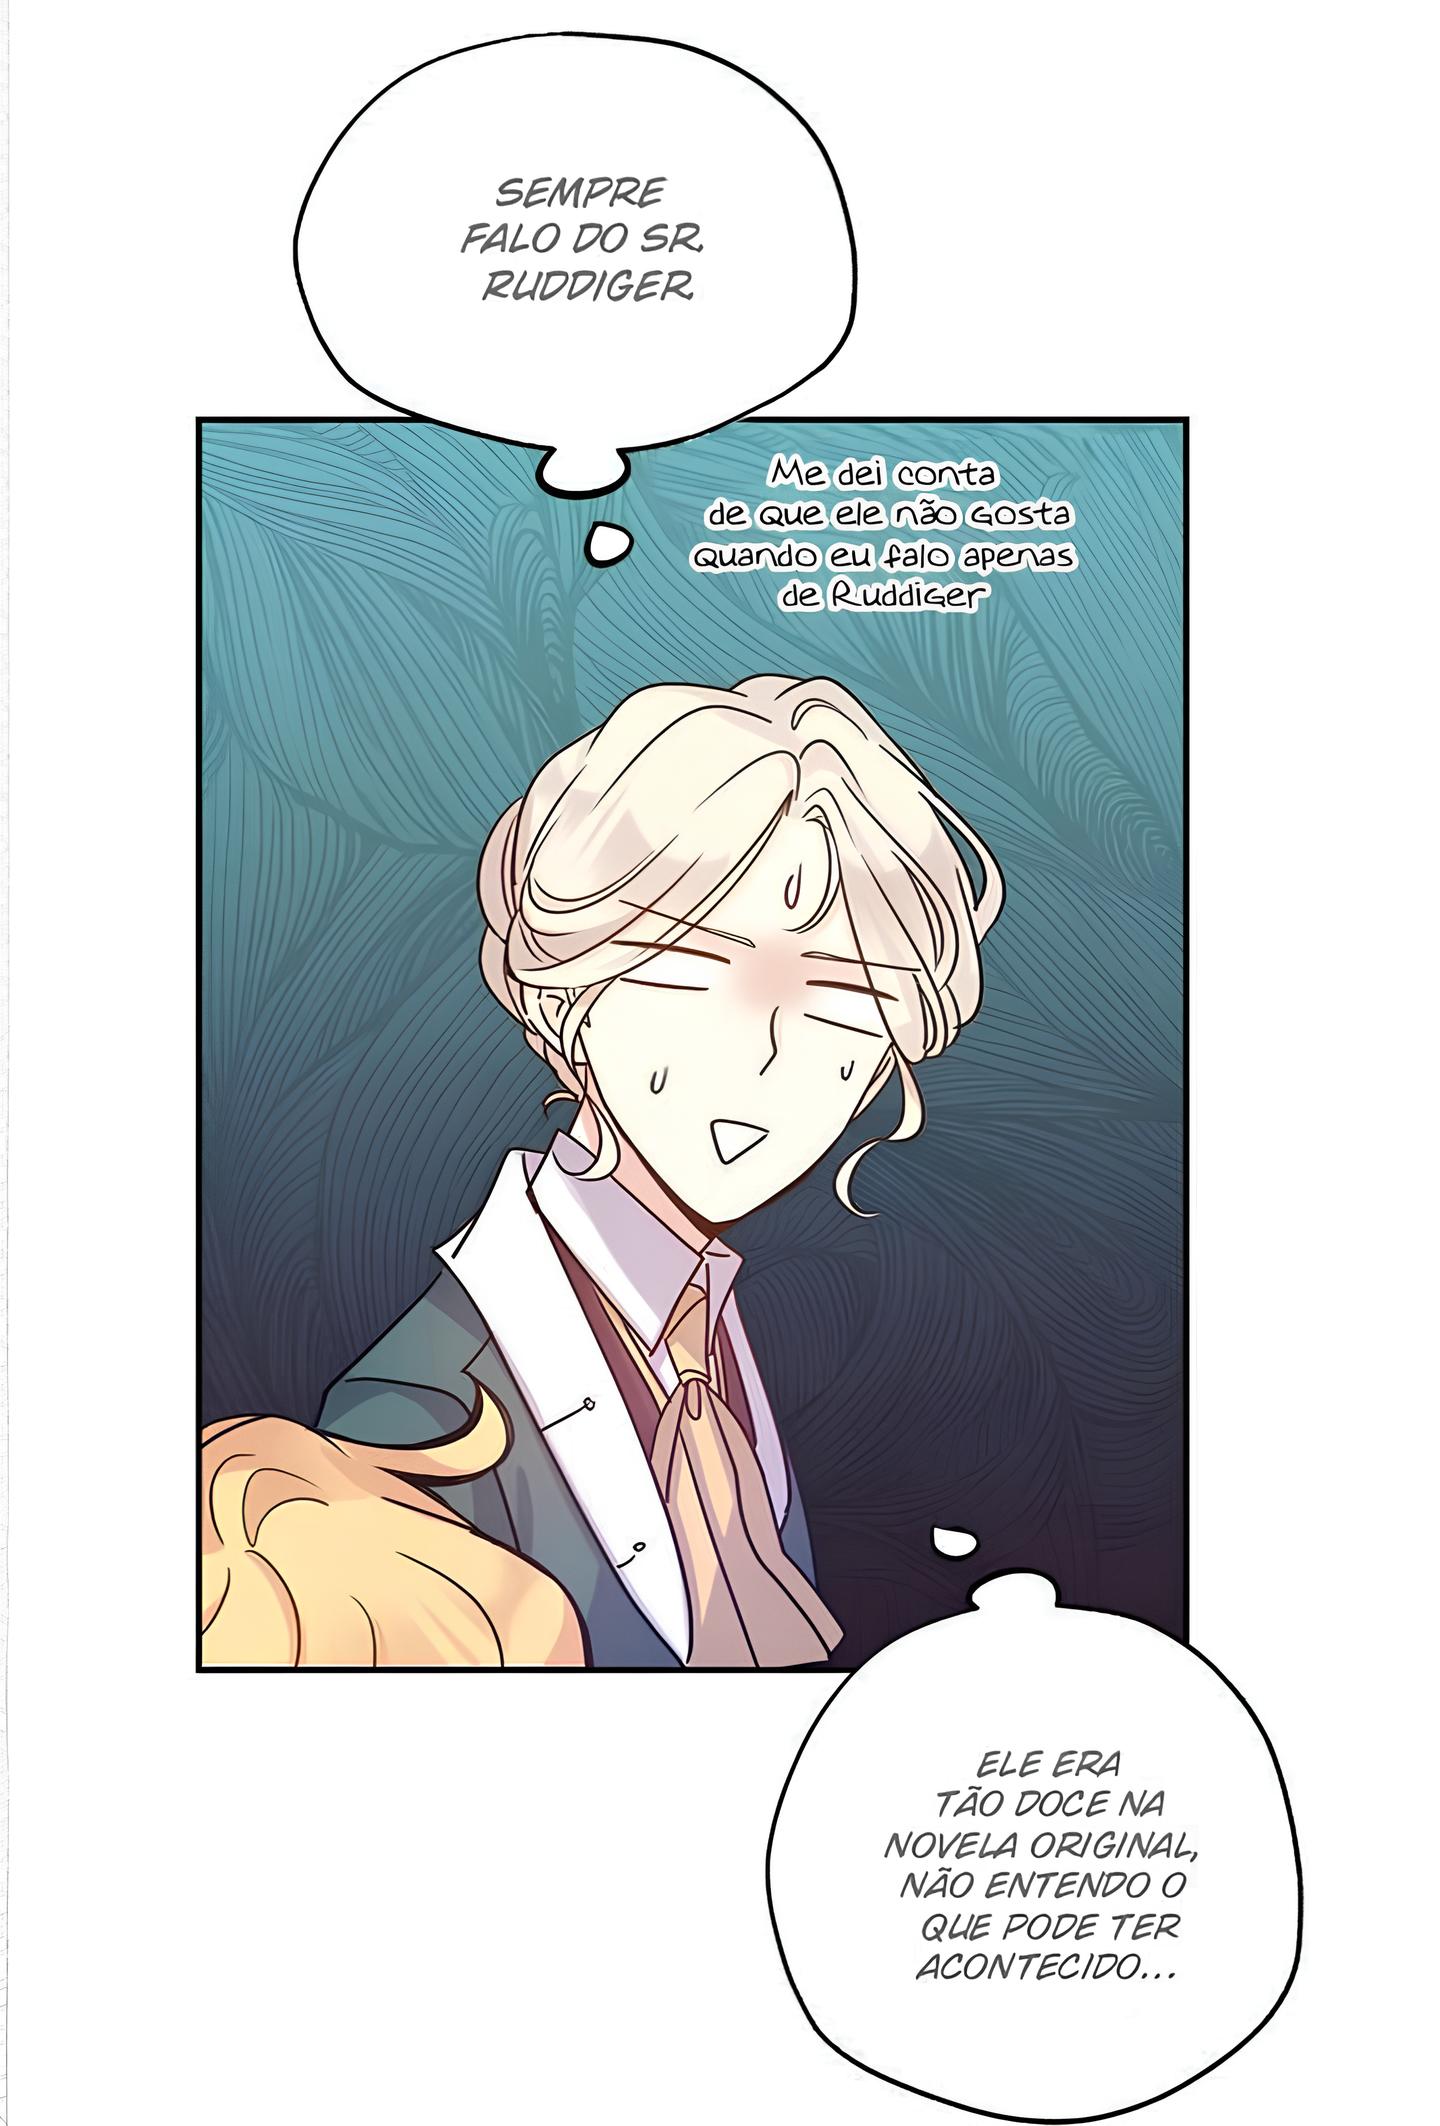 SEMPRE
FALO DO SR.
RUDDIGER.
Me dei conta
de que ele não gosta
quando eu falo apenas
de Ruddiger
ELE ERA
TÃO DOCE NA
NOVELA ORIGINAL,
NÃO ENTENDO O
QUE PODE TER
ACONTECIDO...